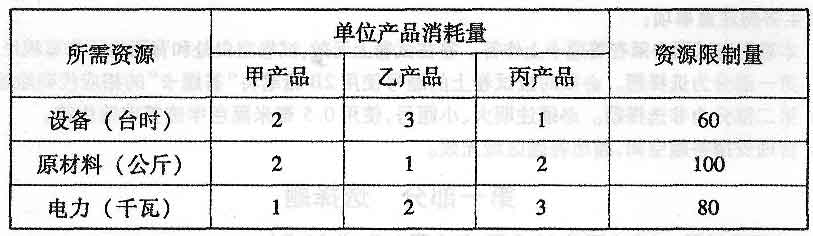 所需资源 单位产品消耗量 资源限制量
甲产品 乙产品 丙产品
设备（台时） 2 3 1 60
原材料（公斤） 2 1 2 100
电力（千瓦） 1 2 3 80